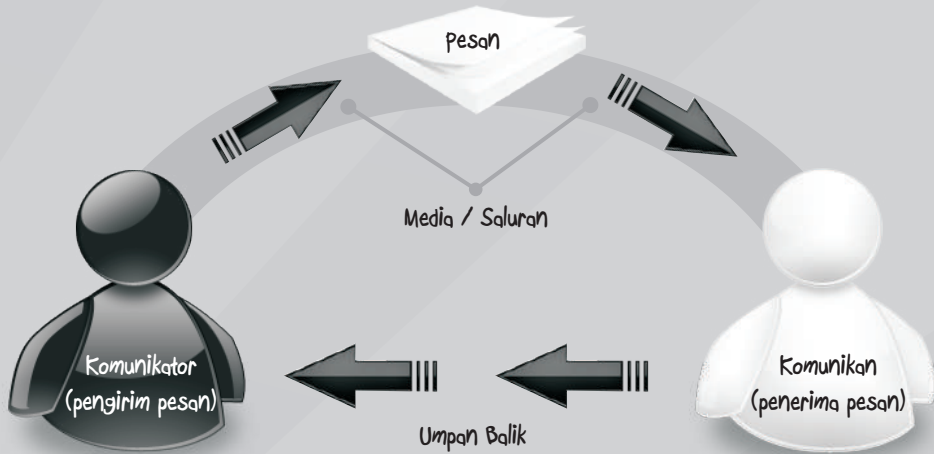 Pesan
Media / Saluran
Komunikator
(pengirim pesan)
Komunikan
(penerima pesan)
Umpan Balik